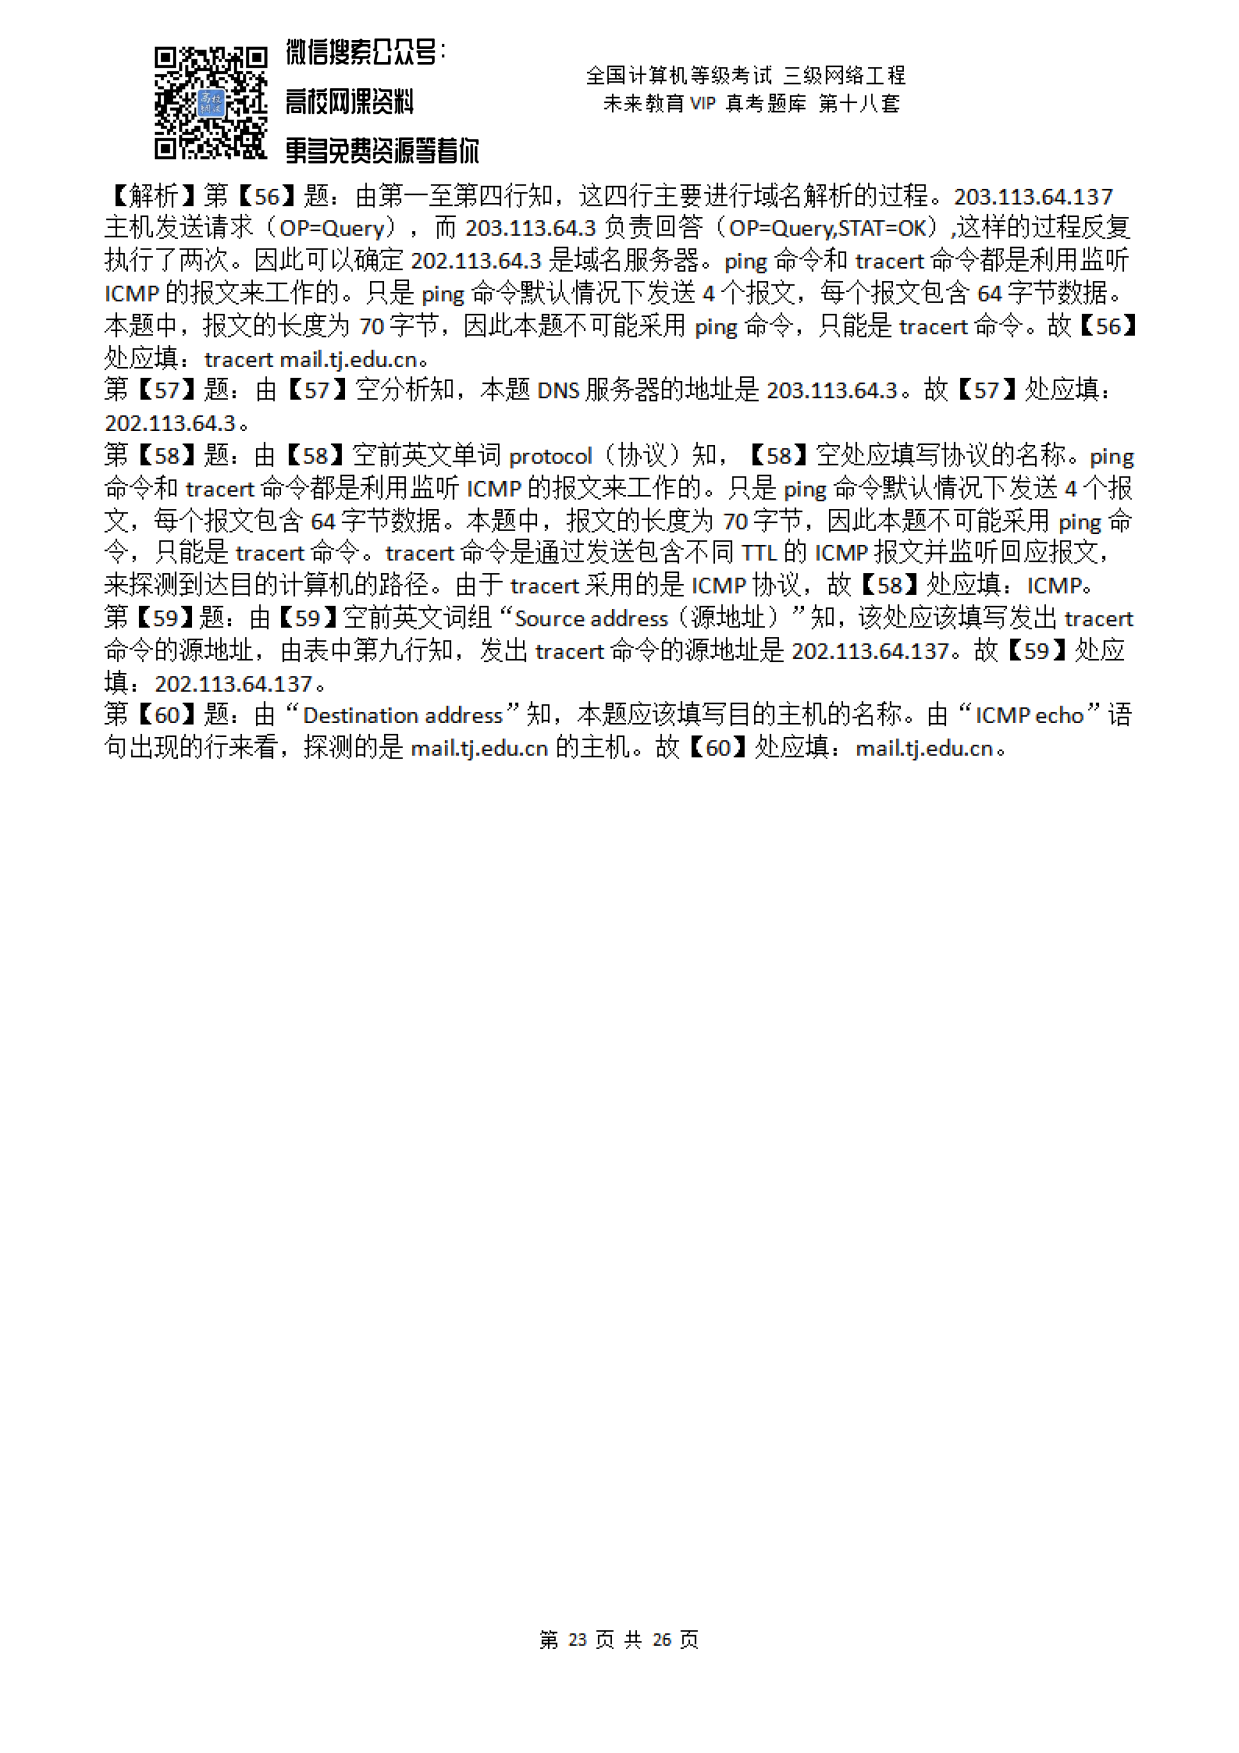 微信搜索公众号：
高校网课资料
更多免费资源等着你
全国计算机等级考试 三级网络工程
未来教育 VIP 真考题库 第十八套
【解析】第【56】题：由第一至第四行知，这四行主要进行域名解析的过程。203.113.64.137
主机发送请求（OP=Query），而 203.113.64.3 负责回答（OP=Query,STAT=OK）,这样的过程反复
执行了两次。因此可以确定 202.113.64.3 是域名服务器。ping 命令和 tracert 命令都是利用监听
ICMP 的报文来工作的。只是 ping 命令默认情况下发送 4 个报文，每个报文包含 64 字节数据。
本题中，报文的长度为 70 字节，因此本题不可能采用 ping 命令，只能是 tracert 命令。故【56】
处应填：tracert mail.tj.edu.cn。
第【57】题：由【57】空分析知，本题 DNS 服务器的地址是 203.113.64.3。故【57】处应填：
202.113.64.3。
第【58】题：由【58】空前英文单词 protocol（协议）知，【58】空处应填写协议的名称。ping
命令和 tracert 命令都是利用监听 ICMP 的报文来工作的。只是 ping 命令默认情况下发送 4 个报
文，每个报文包含 64 字节数据。本题中，报文的长度为 70 字节，因此本题不可能采用 ping 命
令，只能是 tracert 命令。tracert 命令是通过发送包含不同 TTL 的 ICMP 报文并监听回应报文，
来探测到达目的计算机的路径。由于 tracert 采用的是 ICMP 协议，故【58】处应填：ICMP。
第【59】题：由【59】空前英文词组“Source address（源地址）”知，该处应该填写发出 tracert
命令的源地址，由表中第九行知，发出 tracert 命令的源地址是 202.113.64.137。故【59】处应
填：202.113.64.137。
第【60】题：由“Destination address”知，本题应该填写目的主机的名称。由“ICMP echo”语
句出现的行来看，探测的是 mail.tj.edu.cn 的主机。故【60】处应填：mail.tj.edu.cn。
第 23 页 共 26 页